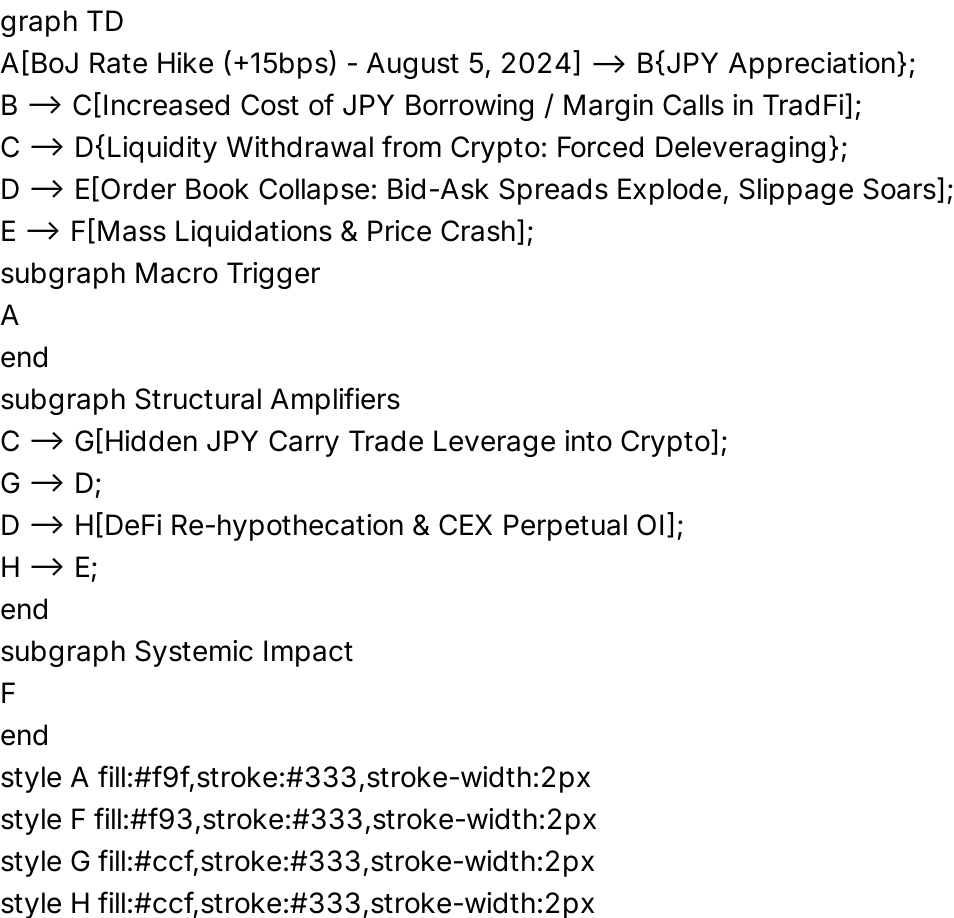 graph TD
A[BoJ Rate Hike (+15bps) - August 5, 2024] --> B{JPY Appreciation};
B --> C[Increased Cost of JPY Borrowing / Margin Calls in TradFi];
C --> D{Liquidity Withdrawal from Crypto: Forced Deleveraging};
D --> E[Order Book Collapse: Bid-Ask Spreads Explode, Slippage Soars];
E --> F[Mass Liquidations & Price Crash];
subgraph Macro Trigger
A
end
subgraph Structural Amplifiers
C --> G[Hidden JPY Carry Trade Leverage into Crypto];
G --> D;
D --> H[DeFi Re-hypothecation & CEX Perpetual OI];
H --> E;
end
subgraph Systemic Impact
F
end
style A fill:#f9f,stroke:#333,stroke-width:2px
style F fill:#f93,stroke:#333,stroke-width:2px
style G fill:#ccf,stroke:#333,stroke-width:2px
style H fill:#ccf,stroke:#333,stroke-width:2px